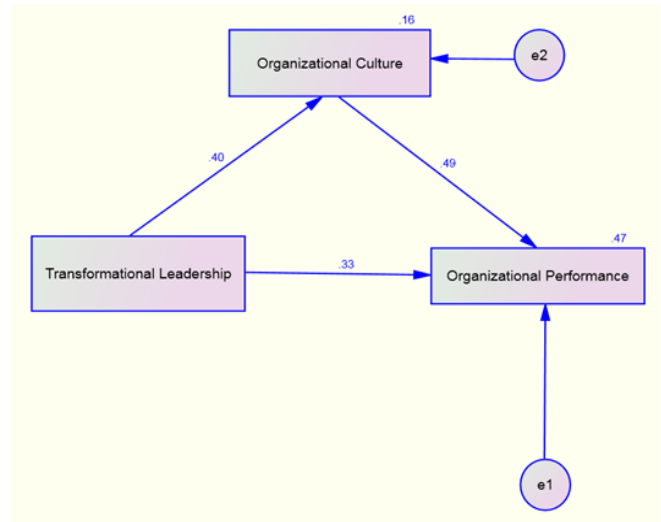 .16
Organizational Culture
e2
.40
.49
.47
Transformational Leadership
.33
Organizational Performance
e1